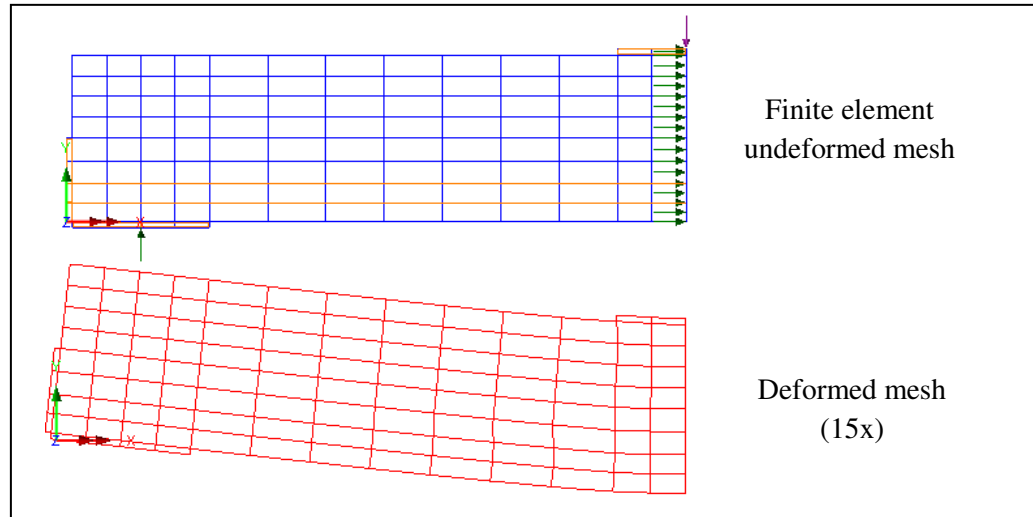 Finite element
undeformed mesh
Y
Z
X
Deformed mesh
(15x)
Y
Z
X